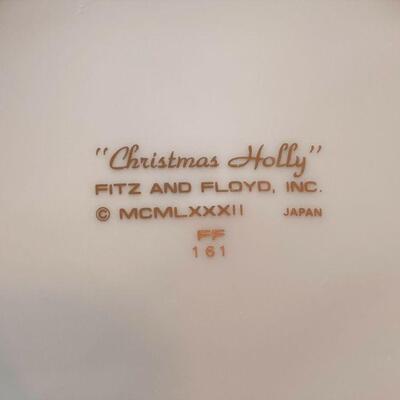 "Christmas Holly"
FITZ AND FLOYD, INC.
© MCMLXXXII JAPAN
FF
161